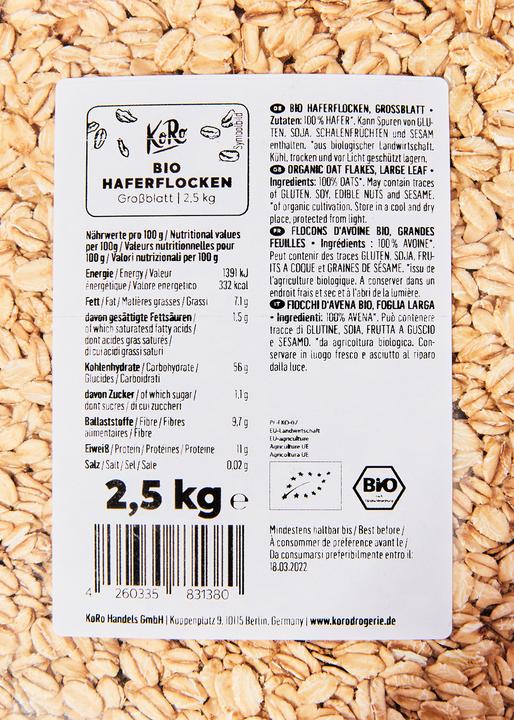 KoRo
Symbolbild
BIO
HAFERFLOCKEN
Großblatt | 2,5 kg
Nährwerte pro 100 g / Nutritional values
per 100g / Valeurs nutritionnelles pour
100 g / Valori nutrizionali per 100 g
Energie / Energy / Valeur 1391 kJ
énergétique / Valore energetico 332 kcal
Fett / Fat / Matières grasses / Grassi 7.1 g
davon gesättigte Fettsäuren / 1.5 g
of which saturatesd fatty acids /
dont acides gras saturés /
di cui acidi grassi saturi
Kohlenhydrate / Carbohydrate / 56 g
Glucides / Carboidrati
davon Zucker / of which sugar / 1,1 g
dont sucres / di cui zuccheri
Ballaststoffe / Fibre / Fibres 9,7 g
alimentaires / Fibre
Eiweiß / Protein / Protéines / Proteine 11 g
Salz / Salt / Sel / Sale 0.02 g
2,5 kg e
4 260335 831380
DE BIO HAFERFLOCKEN, GROSSBLATT •
Zutaten: 100 % HAFER*. Kann Spuren von GLU-
TEN, SOJA, SCHALENFRÜCHTEN und SESAM
enthalten. *aus biologischer Landwirtschaft.
Kühl, trocken und vor Licht geschützt lagern.
GB ORGANIC OAT FLAKES, LARGE LEAF •
Ingredients: 100% OATS*. May contain traces
of GLUTEN, SOY, EDIBLE NUTS and SESAME.
*of organic cultivation. Store in a cool and dry
place, protected from light.
FR FLOCONS D'AVOINE BIO, GRANDES
FEUILLES • Ingrédients : 100 % AVOINE*.
Peut contenir des traces GLUTEN, SOJA, FRU-
ITS A COQUE et GRAINES DE SÉSAME. *issu de
l'agriculture biologique. A conserver dans un
endroit frais et sec et à l'abri de la lumière.
IT FIOCCHI D'AVENA BIO, FOGLIA LARGA
• Ingredienti: 100% AVENA*. Può contenere
tracce di GLUTINE, SOIA, FRUTTA A GUSCIO
e SESAMO. *da agricoltura biologica. Con-
servare in luogo fresco e asciutto al riparo
dalla luce.
EU-Landwirtschaft
EU-agriculture
Agriculture UE
Agricoltura UE
BIO
Mindestens haltbar bis / Best before /
À consommer de préférence avant le /
Da consumarsi preferibilmente entro il:
18.03.2022
KoRo Handels GmbH | Koppenplatz 9, 10115 Berlin, Germany | www.korodrogerie.de